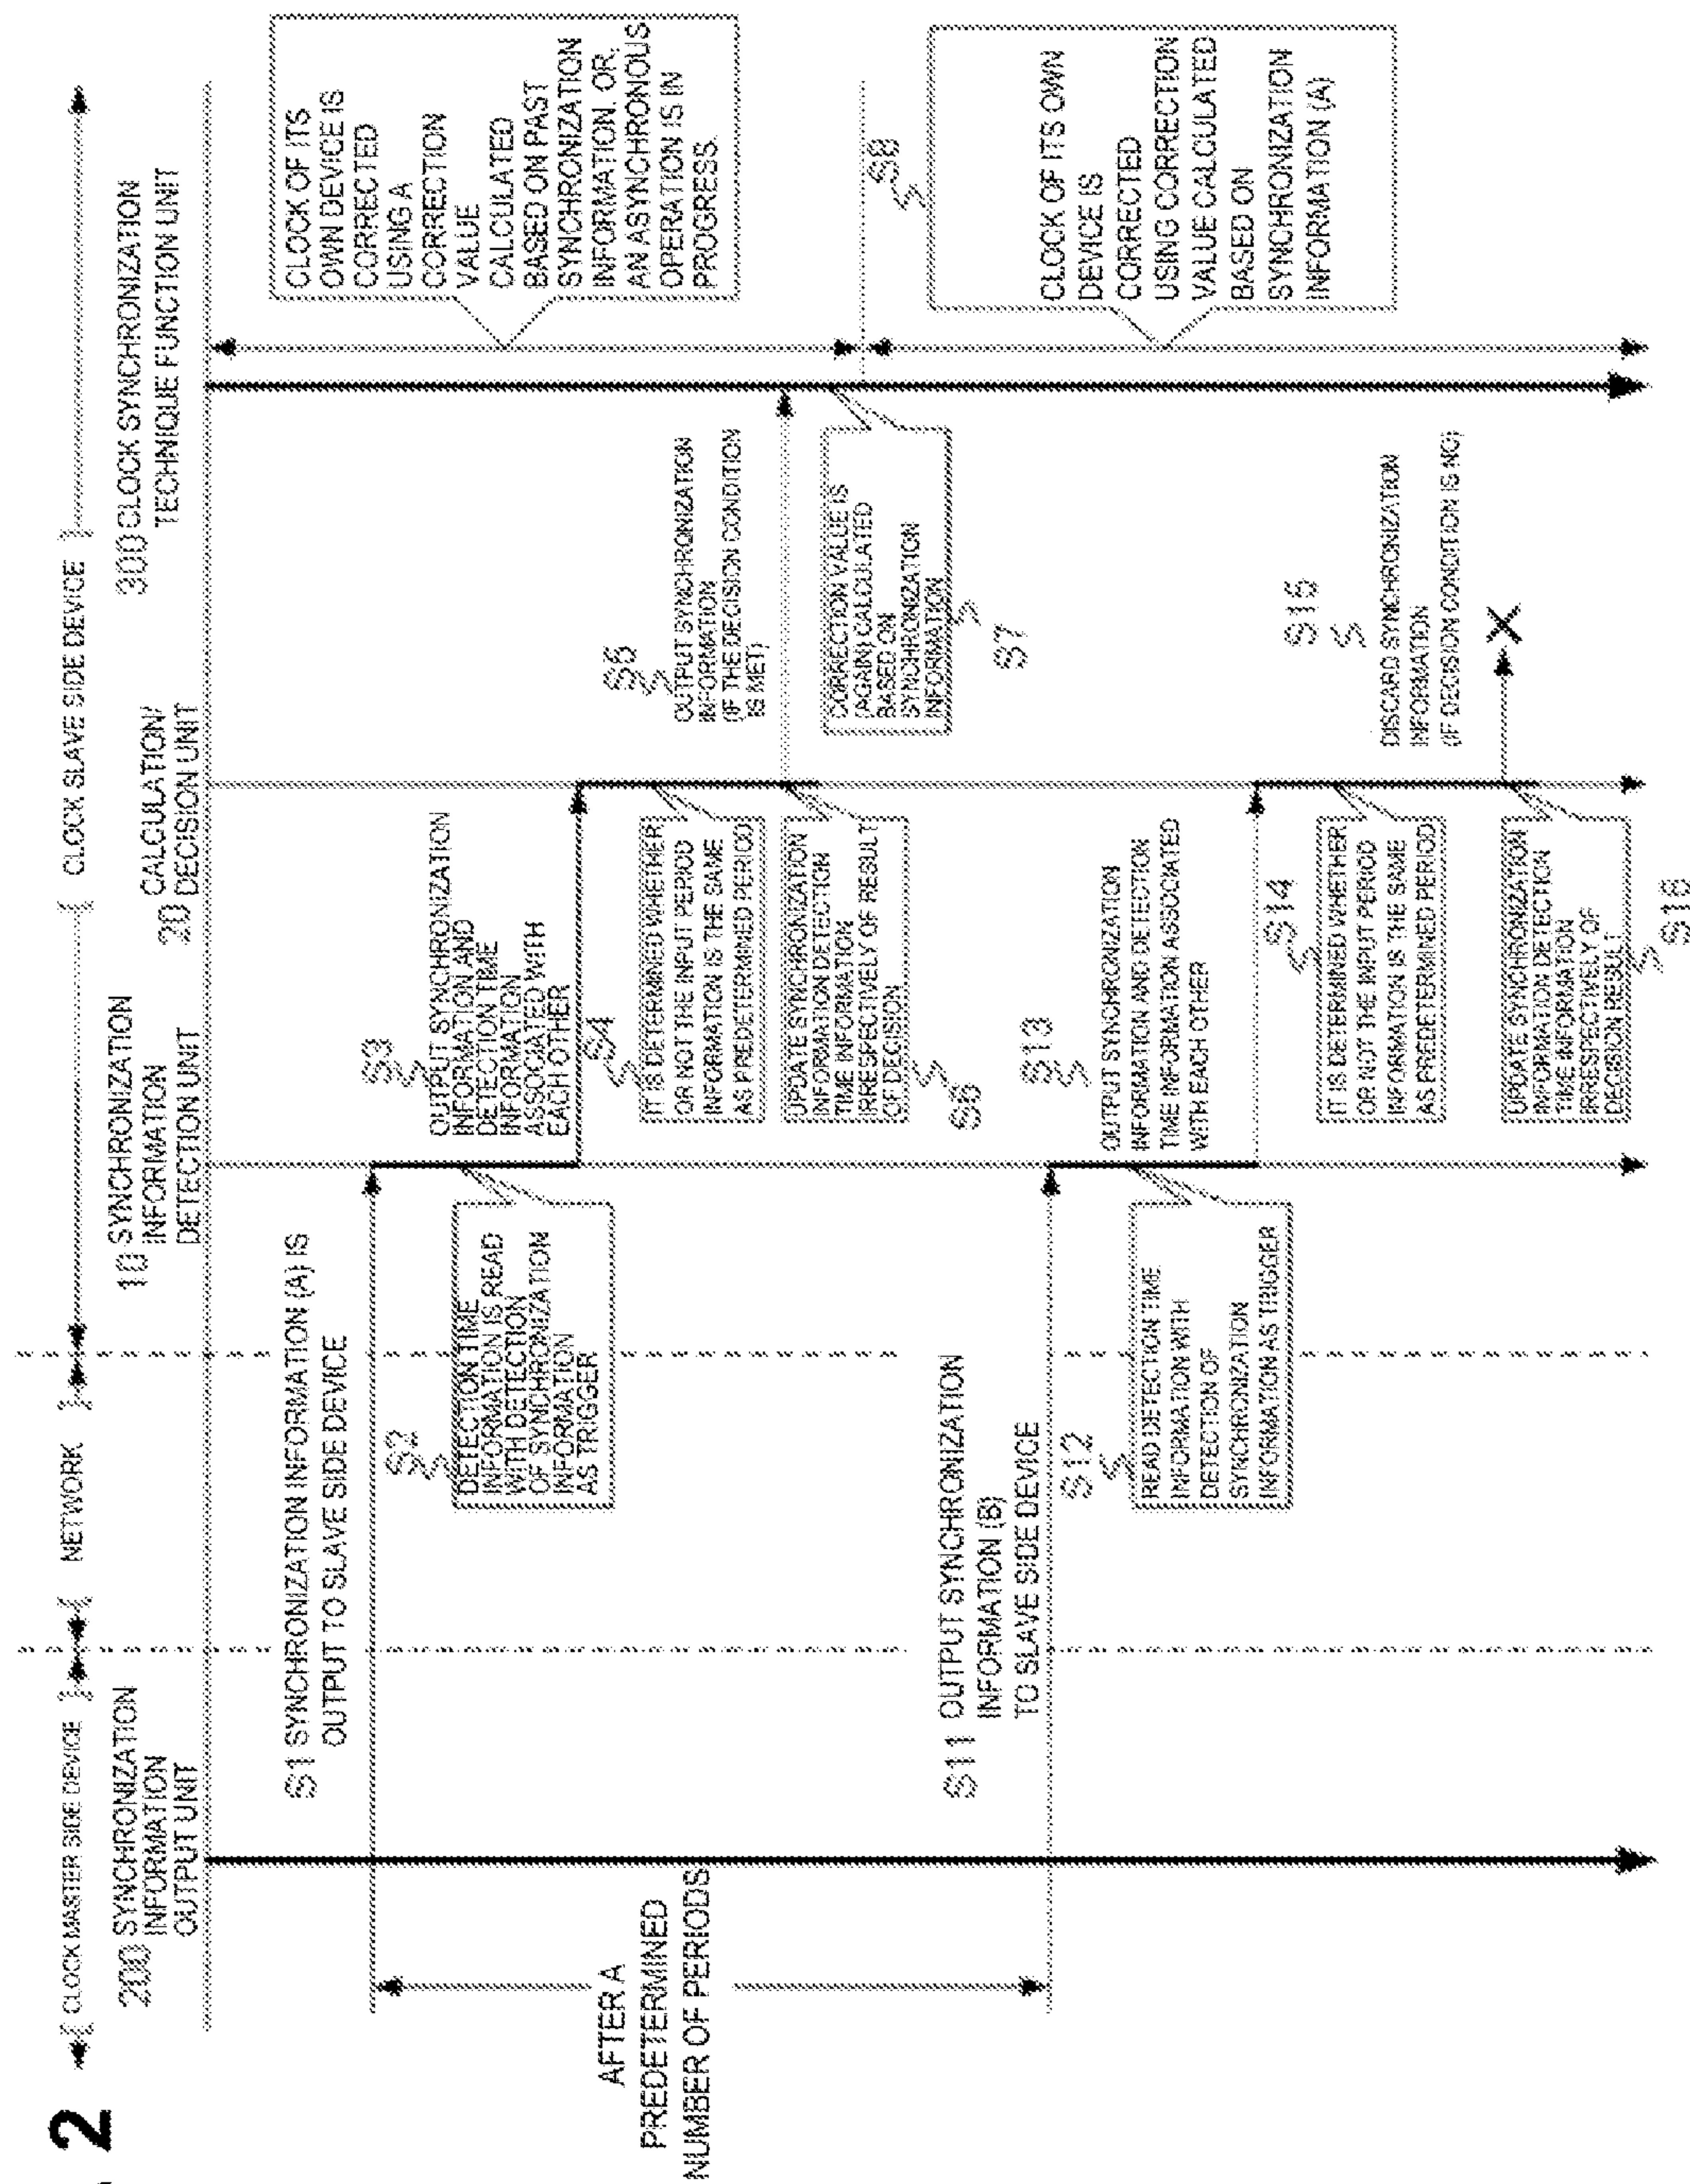 2
CLOCK MASTER SIDE DEVICE
NETWORK
CLOCK SLAVE SIDE DEVICE
200 SYNCHRONIZATION
INFORMATION
OUTPUT UNIT
10 SYNCHRONIZATION
INFORMATION
DETECTION UNIT
20 CALCULATION/
DECISION UNIT
300 CLOCK SYNCHRONIZATION
TECHNIQUE FUNCTION UNIT
S1 SYNCHRONIZATION INFORMATION (A) IS
OUTPUT TO SLAVE SIDE DEVICE
S2
DETECTION TIME
INFORMATION IS READ
WITH DETECTION
OF SYNCHRONIZATION
INFORMATION
AS TRIGGER
S3
OUTPUT SYNCHRONIZATION
INFORMATION AND
DETECTION TIME
INFORMATION
ASSOCIATED WITH
EACH OTHER
S4
IT IS DETERMINED WHETHER
OR NOT THE INPUT PERIOD
INFORMATION IS THE SAME
AS PREDETERMINED PERIOD
UPDATE SYNCHRONIZATION
INFORMATION DETECTION
TIME INFORMATION
IRRESPECTIVELY OF RESULT
OF DECISION
OUTPUT SYNCHRONIZATION
INFORMATION
(IF THE DECISION CONDITION
IS MET)
CORRECTION VALUE IS
(AGAIN) CALCULATED
BASED ON
SYNCHRONIZATION
INFORMATION
S7
CLOCK OF ITS
OWN DEVICE IS
CORRECTED
USING A
CORRECTION
VALUE
CALCULATED
BASED ON PAST
SYNCHRONIZATION
INFORMATION. OR,
AN ASYNCHRONOUS
OPERATION IS IN
PROGRESS.
S8
CLOCK OF ITS OWN
DEVICE IS
CORRECTED
USING CORRECTION
VALUE CALCULATED
BASED ON
SYNCHRONIZATION
INFORMATION (A)
AFTER A
PREDETERMINED
NUMBER OF PERIODS
S11 OUTPUT SYNCHRONIZATION
INFORMATION (B)
TO SLAVE SIDE DEVICE
S12
READ DETECTION TIME
INFORMATION WITH
DETECTION OF
SYNCHRONIZATION
INFORMATION AS TRIGGER
S13
OUTPUT SYNCHRONIZATION
INFORMATION AND DETECTION
TIME INFORMATION ASSOCIATED
WITH EACH OTHER
S14
IT IS DETERMINED WHETHER
OR NOT THE INPUT PERIOD
INFORMATION IS THE SAME
AS PREDETERMINED PERIOD
DISCARD SYNCHRONIZATION
INFORMATION
(IF DECISION CONDITION IS NG)
UPDATE SYNCHRONIZATION
INFORMATION DETECTION
TIME INFORMATION
IRRESPECTIVELY OF
DECISION RESULT